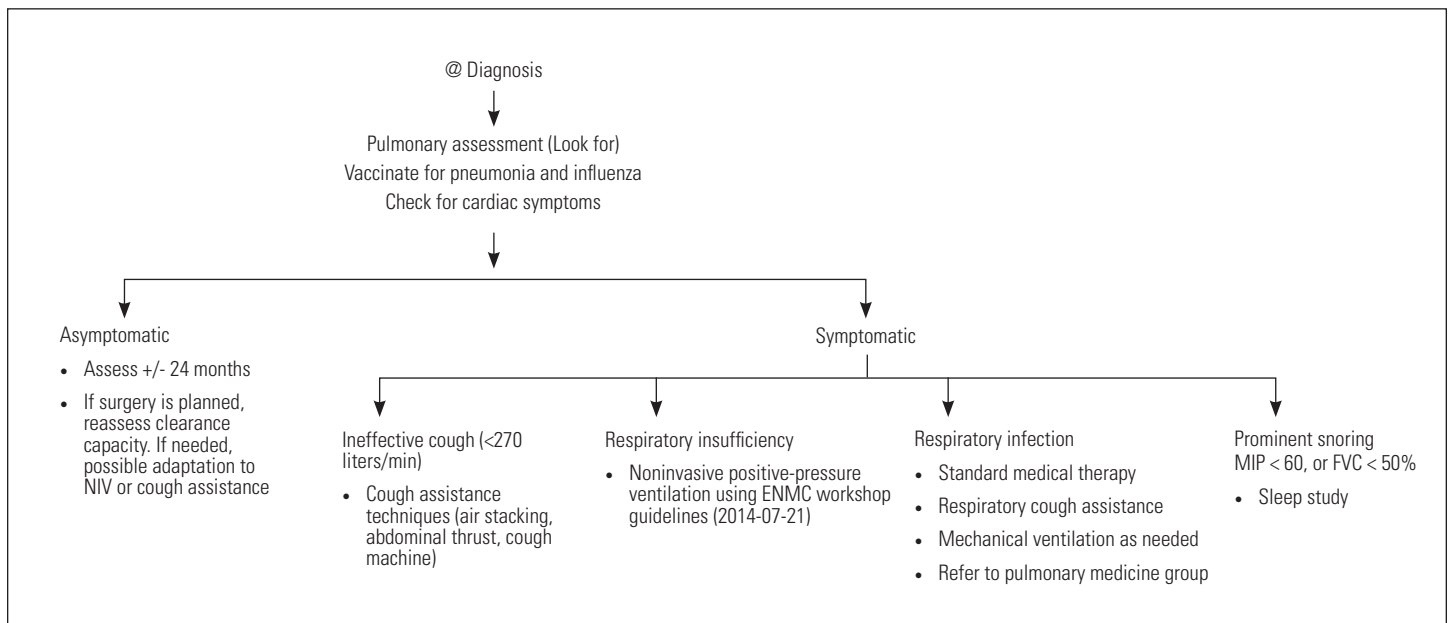 @ Diagnosis
Pulmonary assessment (Look for)
Vaccinate for pneumonia and influenza
Check for cardiac symptoms
Asymptomatic
• Assess +/- 24 months
• If surgery is planned,
reassess clearance
capacity. If needed,
possible adaptation to
NIV or cough assistance
Symptomatic
Ineffective cough (<270
liters/min)
• Cough assistance
techniques (air stacking,
abdominal thrust, cough
machine)
Respiratory insufficiency
• Noninvasive positive-pressure
ventilation using ENMC workshop
guidelines (2014-07-21)
Respiratory infection
• Standard medical therapy
• Respiratory cough assistance
• Mechanical ventilation as needed
• Refer to pulmonary medicine group
Prominent snoring
MIP < 60, or FVC < 50%
• Sleep study